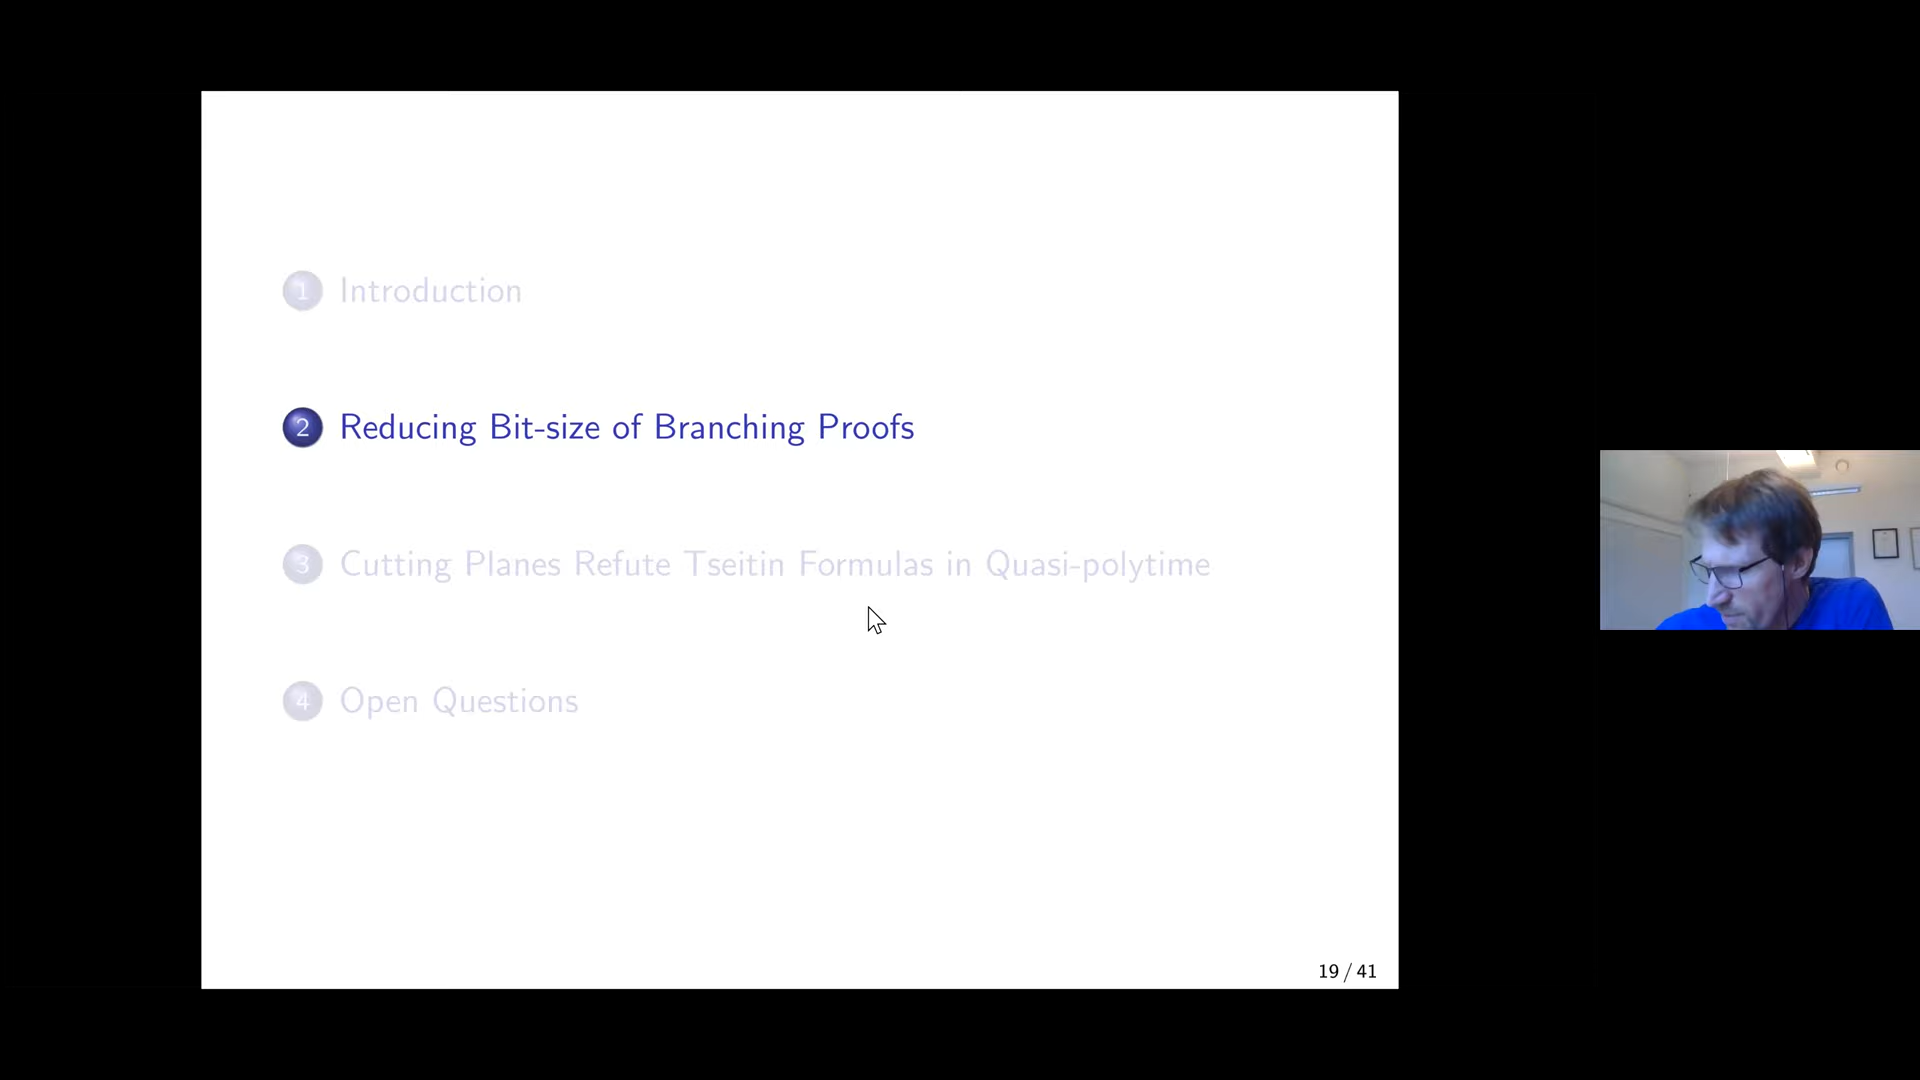 1 Introduction
2 Reducing Bit-size of Branching Proofs
3 Cutting Planes Refute Tseitin Formulas in Quasi-polytime
4 Open Questions
19 / 41